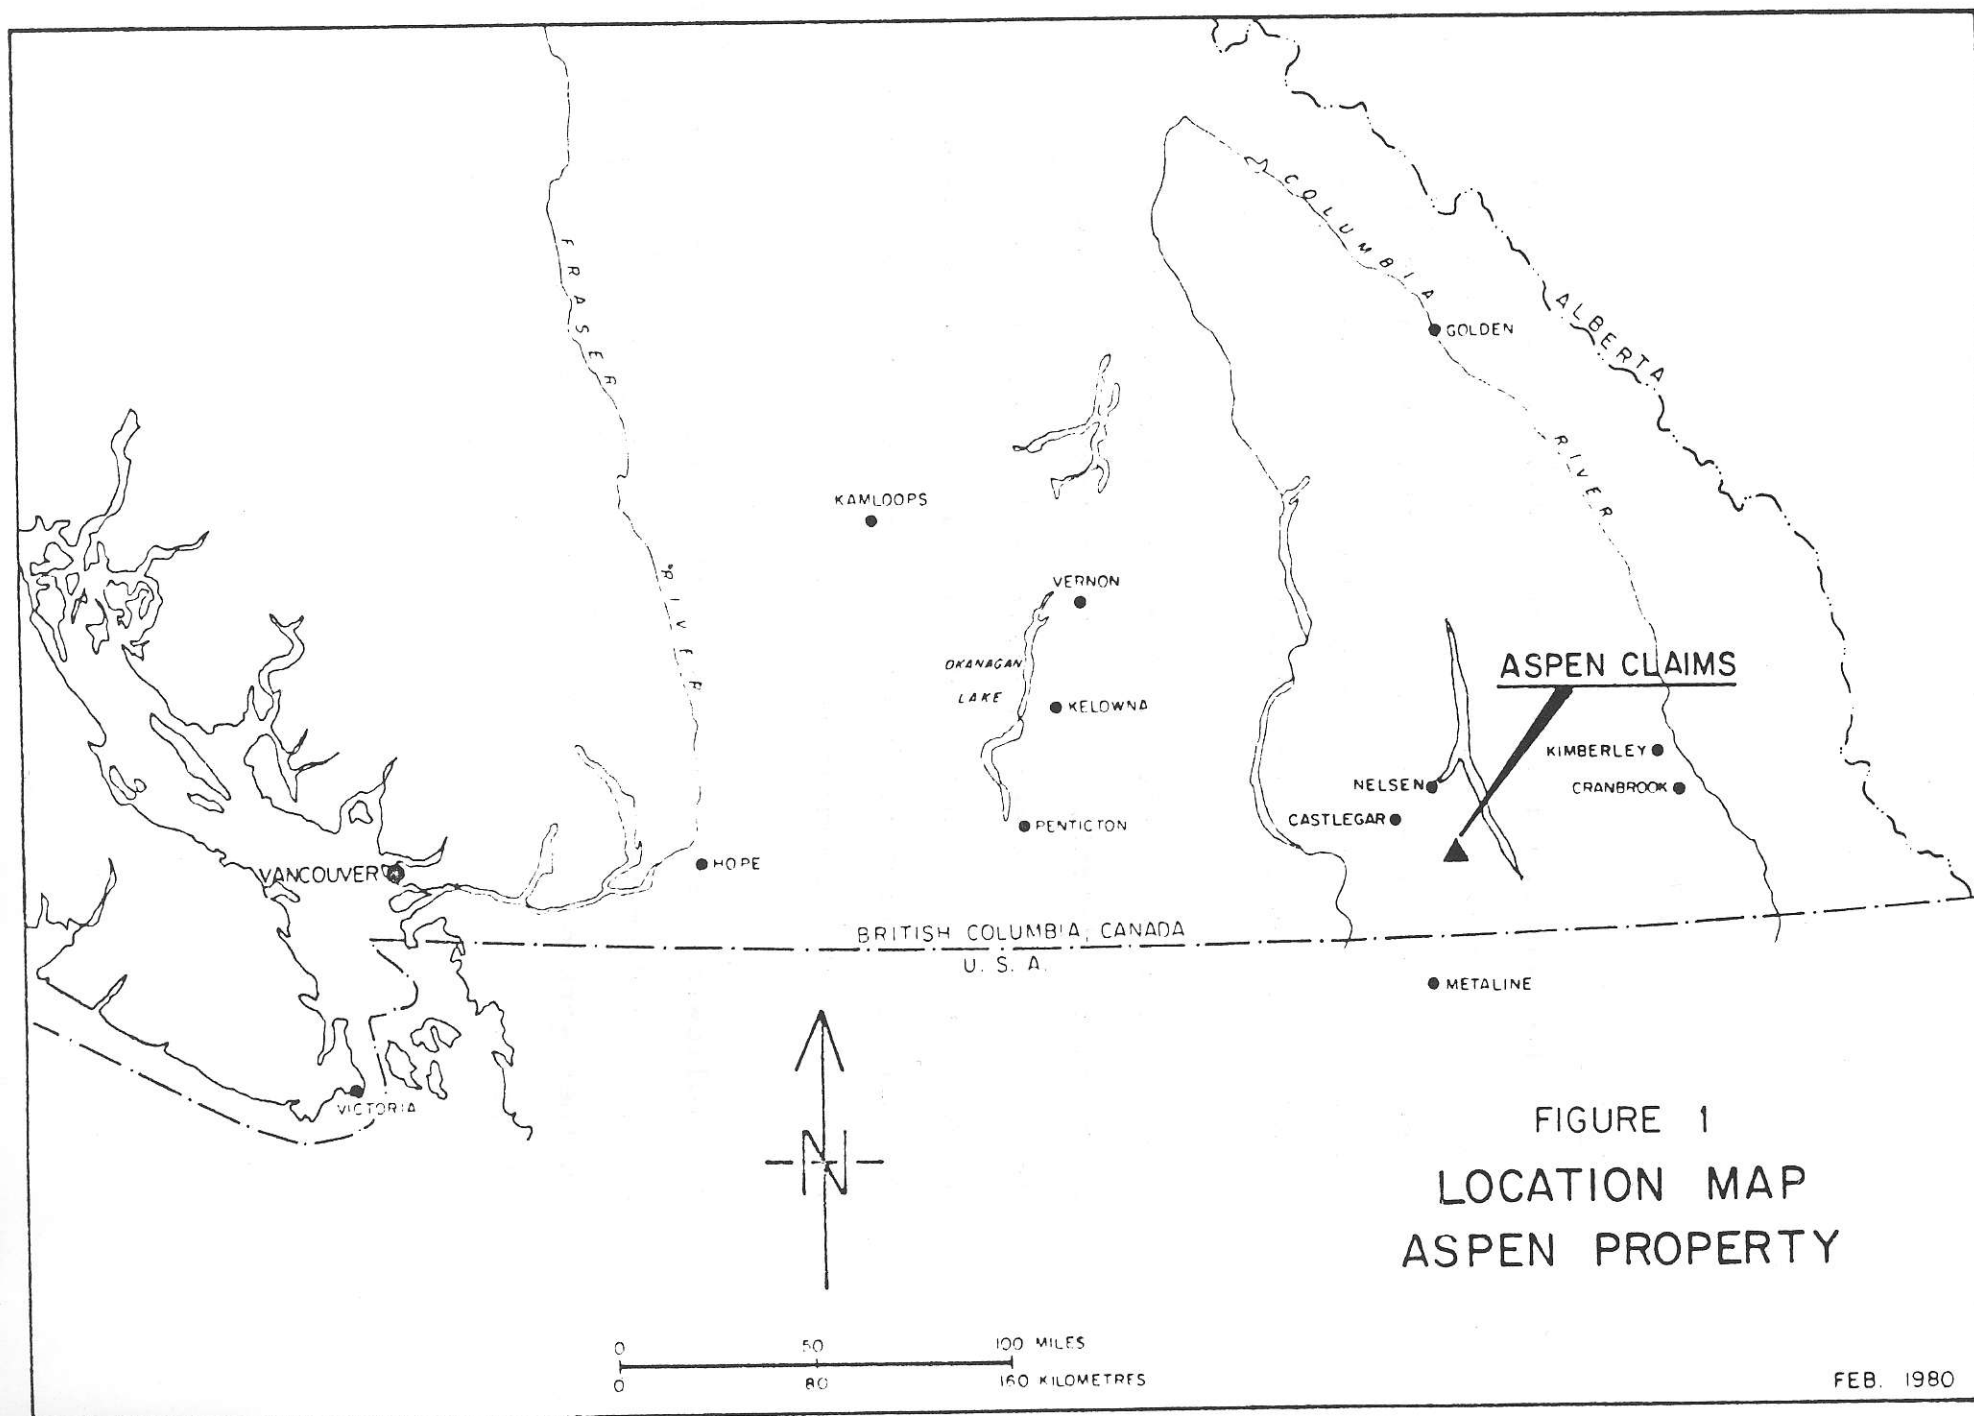 COLUMBIA
FRASER
GOLDEN
ALBERTA
RIVER
KAMLOOPS
RIVER
VERNON
OKANAGAN
LAKE
ASPEN CLAIMS
KELOWNA
KIMBERLEY
NELSEN
CRANBROOK
CASTLEGAR
PENTICTON
HOPE
VANCOUVER
BRITISH COLUMBIA, CANADA
U. S. A.
METALINE
VICTORIA
N
FIGURE 1
LOCATION MAP
ASPEN PROPERTY
0 50 100 MILES
0 80 160 KILOMETRES
FEB. 1980